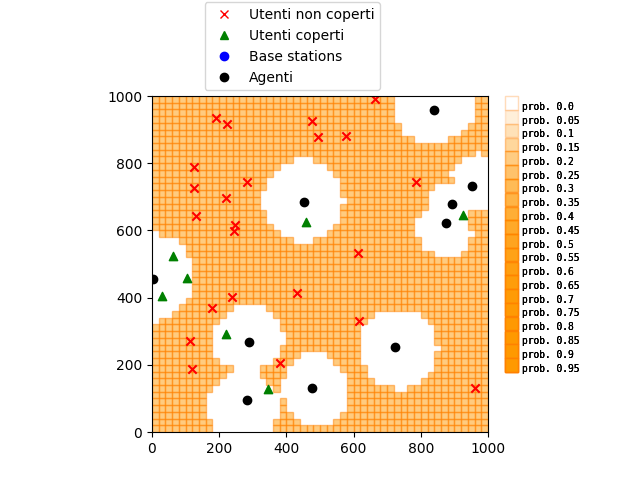 Utenti non coperti
Utenti coperti
Base stations
Agenti
1000
800
600
400
200
0
0 200 400 600 800 1000
prob. 0.0
prob. 0.05
prob. 0.1
prob. 0.15
prob. 0.2
prob. 0.25
prob. 0.3
prob. 0.35
prob. 0.4
prob. 0.45
prob. 0.5
prob. 0.55
prob. 0.6
prob. 0.65
prob. 0.7
prob. 0.75
prob. 0.8
prob. 0.85
prob. 0.9
prob. 0.95